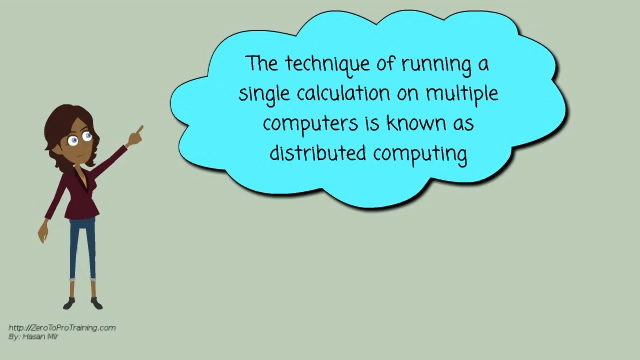 The technique of running a
single calculation on multiple
computers is known as
distributed computing
http://ZeroToProTraining.com
By: Hasan Mir